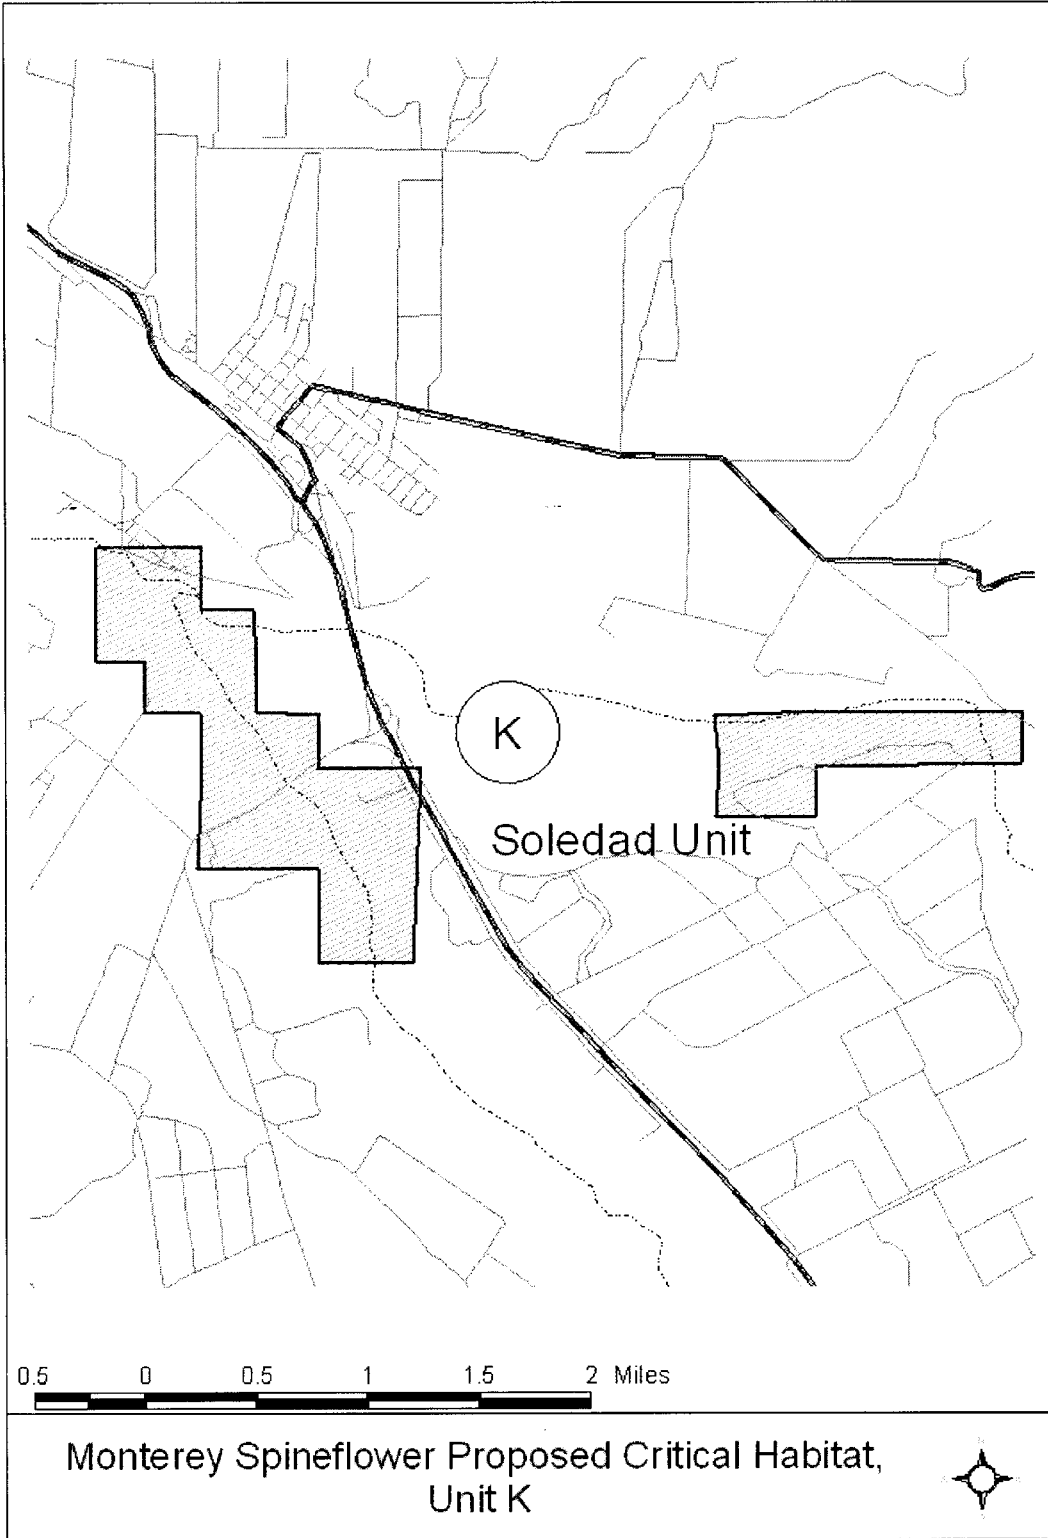 K
Soledad Unit
0.5 0 0.5 1 1.5 2 Miles
Monterey Spineflower Proposed Critical Habitat,
Unit K